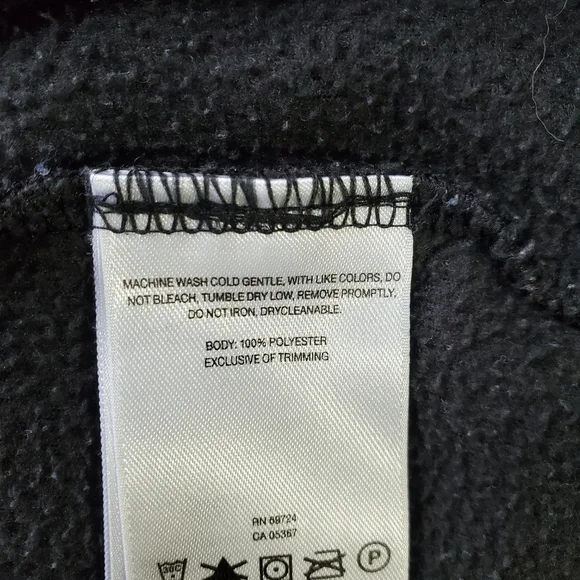 MACHINE WASH COLD GENTLE, WITH LIKE COLORS, DO
NOT BLEACH, TUMBLE DRY LOW, REMOVE PROMPTLY,
DO NOT IRON, DRYCLEANABLE.
BODY: 100% POLYESTER
EXCLUSIVE OF TRIMMING
RN 69724
CA 05367
30C P